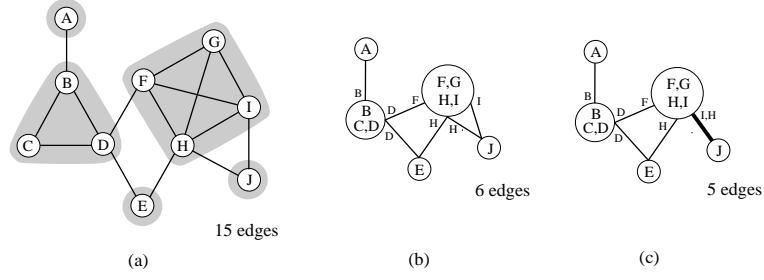 A
B
C
D
E
F
G
H
I
J
15 edges
(a)
A
B
B
C,D
D
D
F
F,G
H,I
I
H
H
E
J
6 edges
(b)
A
B
B
C,D
D
D
F
F,G
H,I
I,H
H
E
J
5 edges
(c)